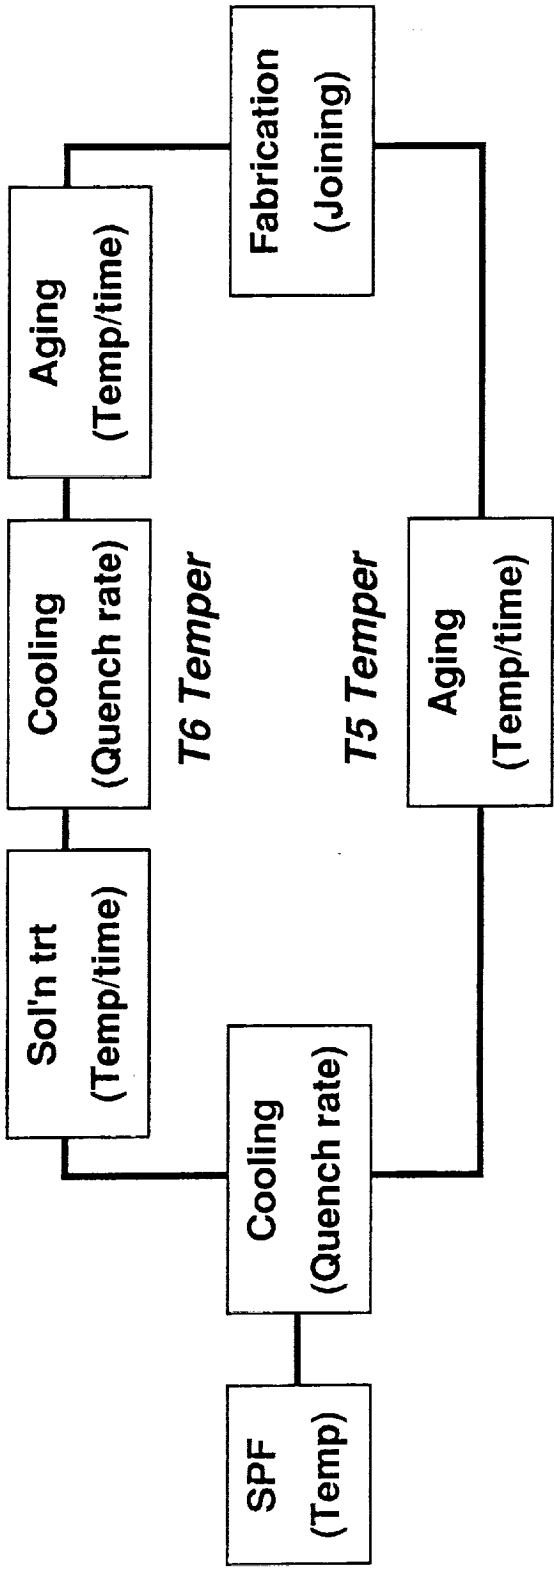 SPF
(Temp)
Cooling
(Quench rate)
Sol'n trt
(Temp/time)
Cooling
(Quench rate)
Aging
(Temp/time)
T6 Temper
T5 Temper
Aging
(Temp/time)
Fabrication
(Joining)